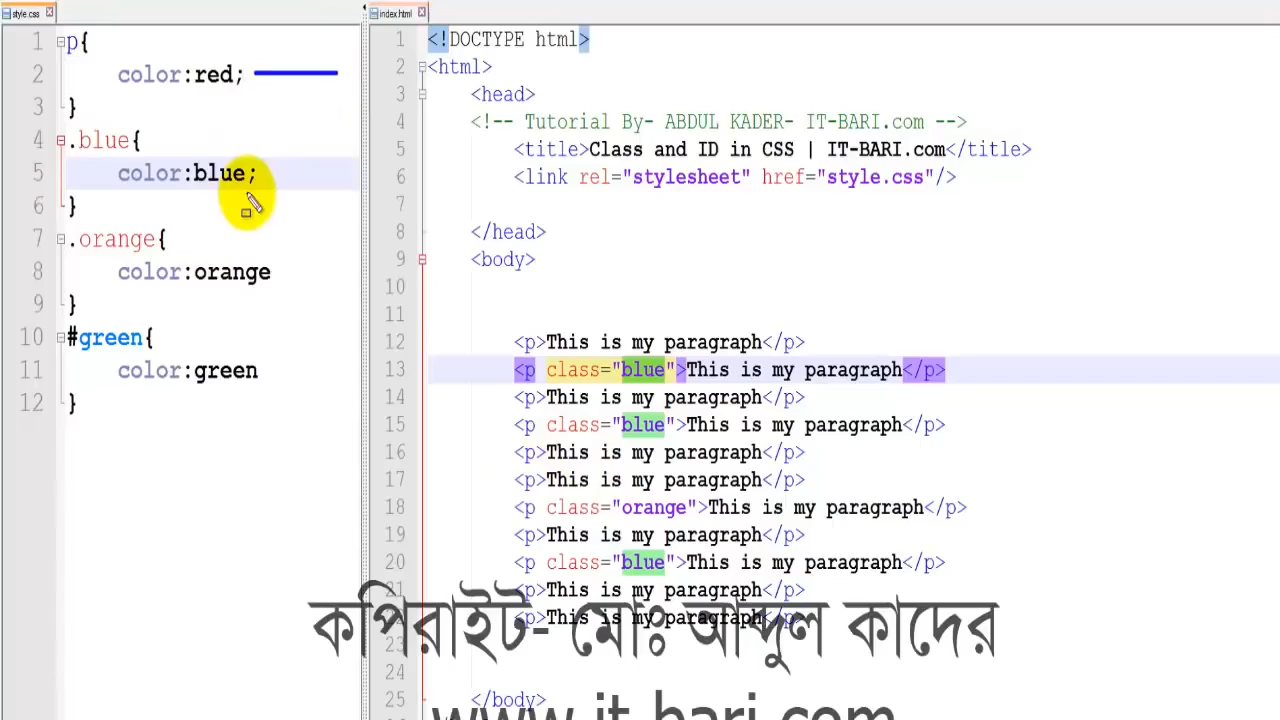 style.css
1 p{
2 color:red;
3 }
4 .blue{
5 color:blue;
6 }
7 .orange{
8 color:orange
9 }
10 #green{
11 color:green
12 }
index.html
1 <!DOCTYPE html>
2 <html>
3 <head>
4 <!-- Tutorial By- ABDUL KADER- IT-BARI.com -->
5 <title>Class and ID in CSS | IT-BARI.com</title>
6 <link rel="stylesheet" href="style.css"/>
7
8 </head>
9 <body>
10
11
12 <p>This is my paragraph</p>
13 <p class="blue">This is my paragraph</p>
14 <p>This is my paragraph</p>
15 <p class="blue">This is my paragraph</p>
16 <p>This is my paragraph</p>
17 <p>This is my paragraph</p>
18 <p class="orange">This is my paragraph</p>
19 <p>This is my paragraph</p>
20 <p class="blue">This is my paragraph</p>
21 <p>This is my paragraph</p>
<p>This is my paragraph</p>
23
24
25 </body>
কপিরাইট- মোঃ আব্দুল কাদের
www.it-bari.com